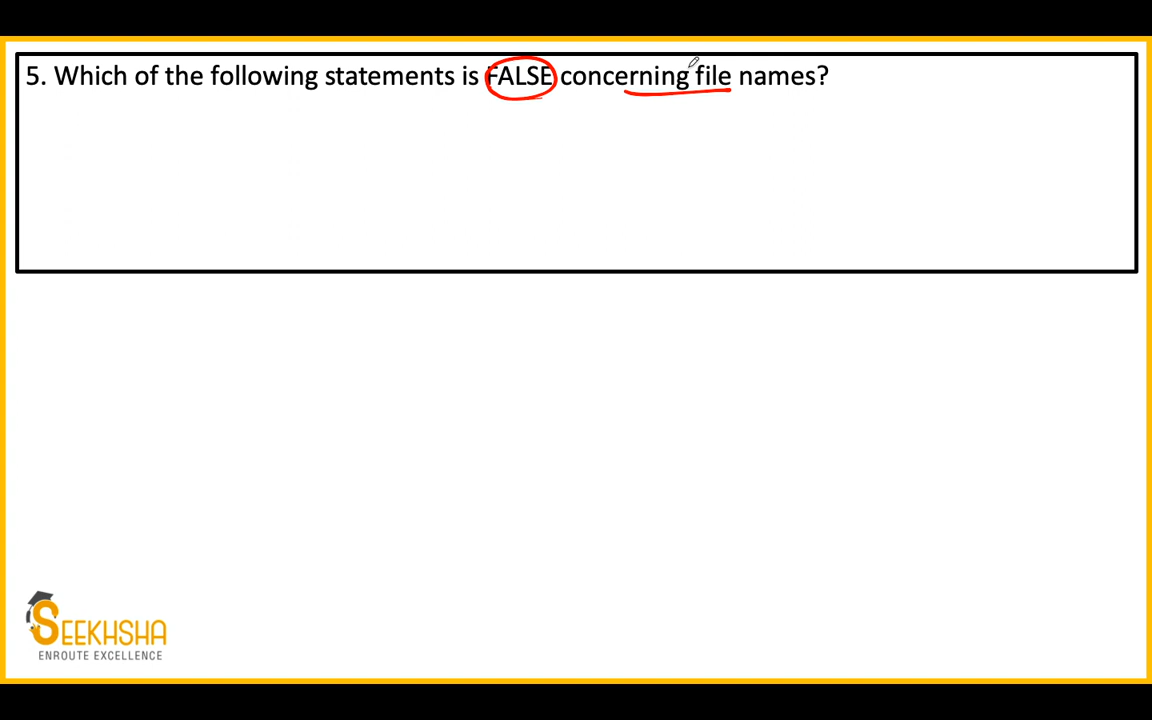 5. Which of the following statements is FALSE concerning file names?
SEEKHSHA
ENROUTE EXCELLENCE